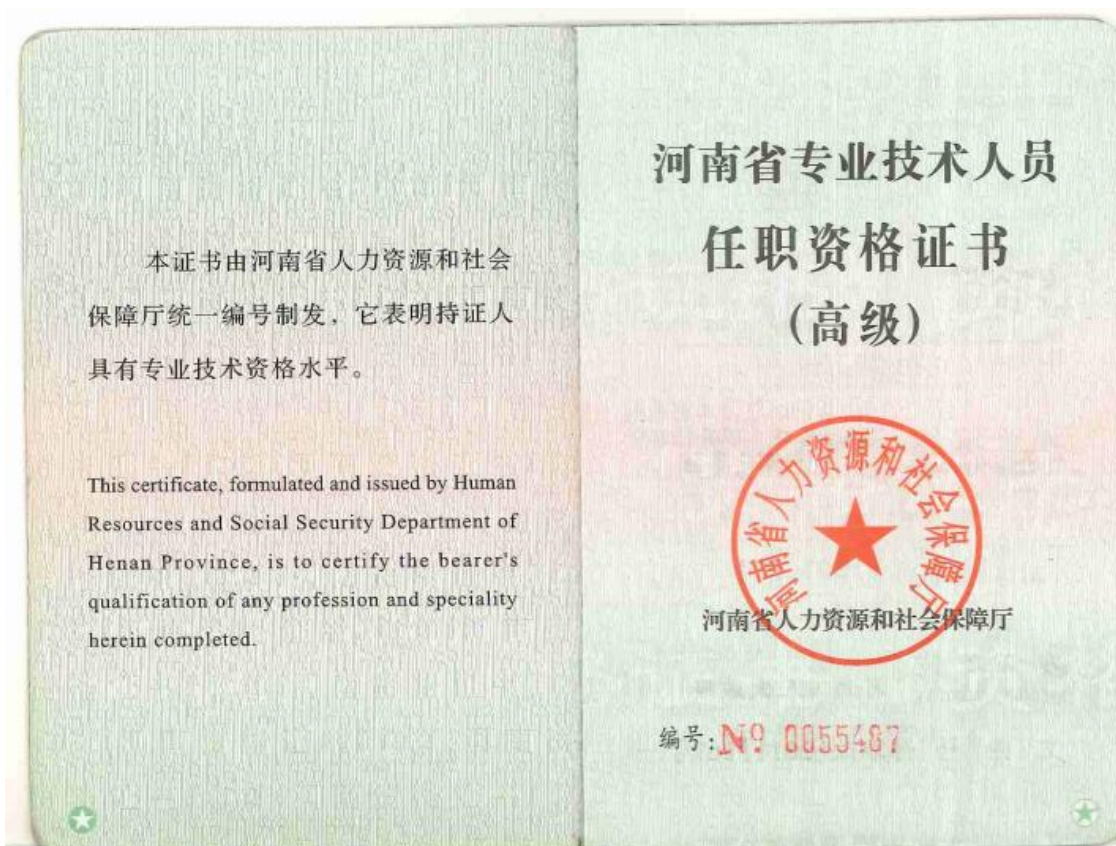 本证书由河南省人力资源和社会
保障厅统一编号制发，它表明持证人
具有专业技术资格水平。
This certificate, formulated and issued by Human
Resources and Social Security Department of
Henan Province, is to certify the bearer's
qualification of any profession and speciality
herein completed.
河南省专业技术人员
任职资格证书
(高级)
河南省人力资源和社会保障厅
河南省人力资源和社会保障厅
编号:№ 0055487